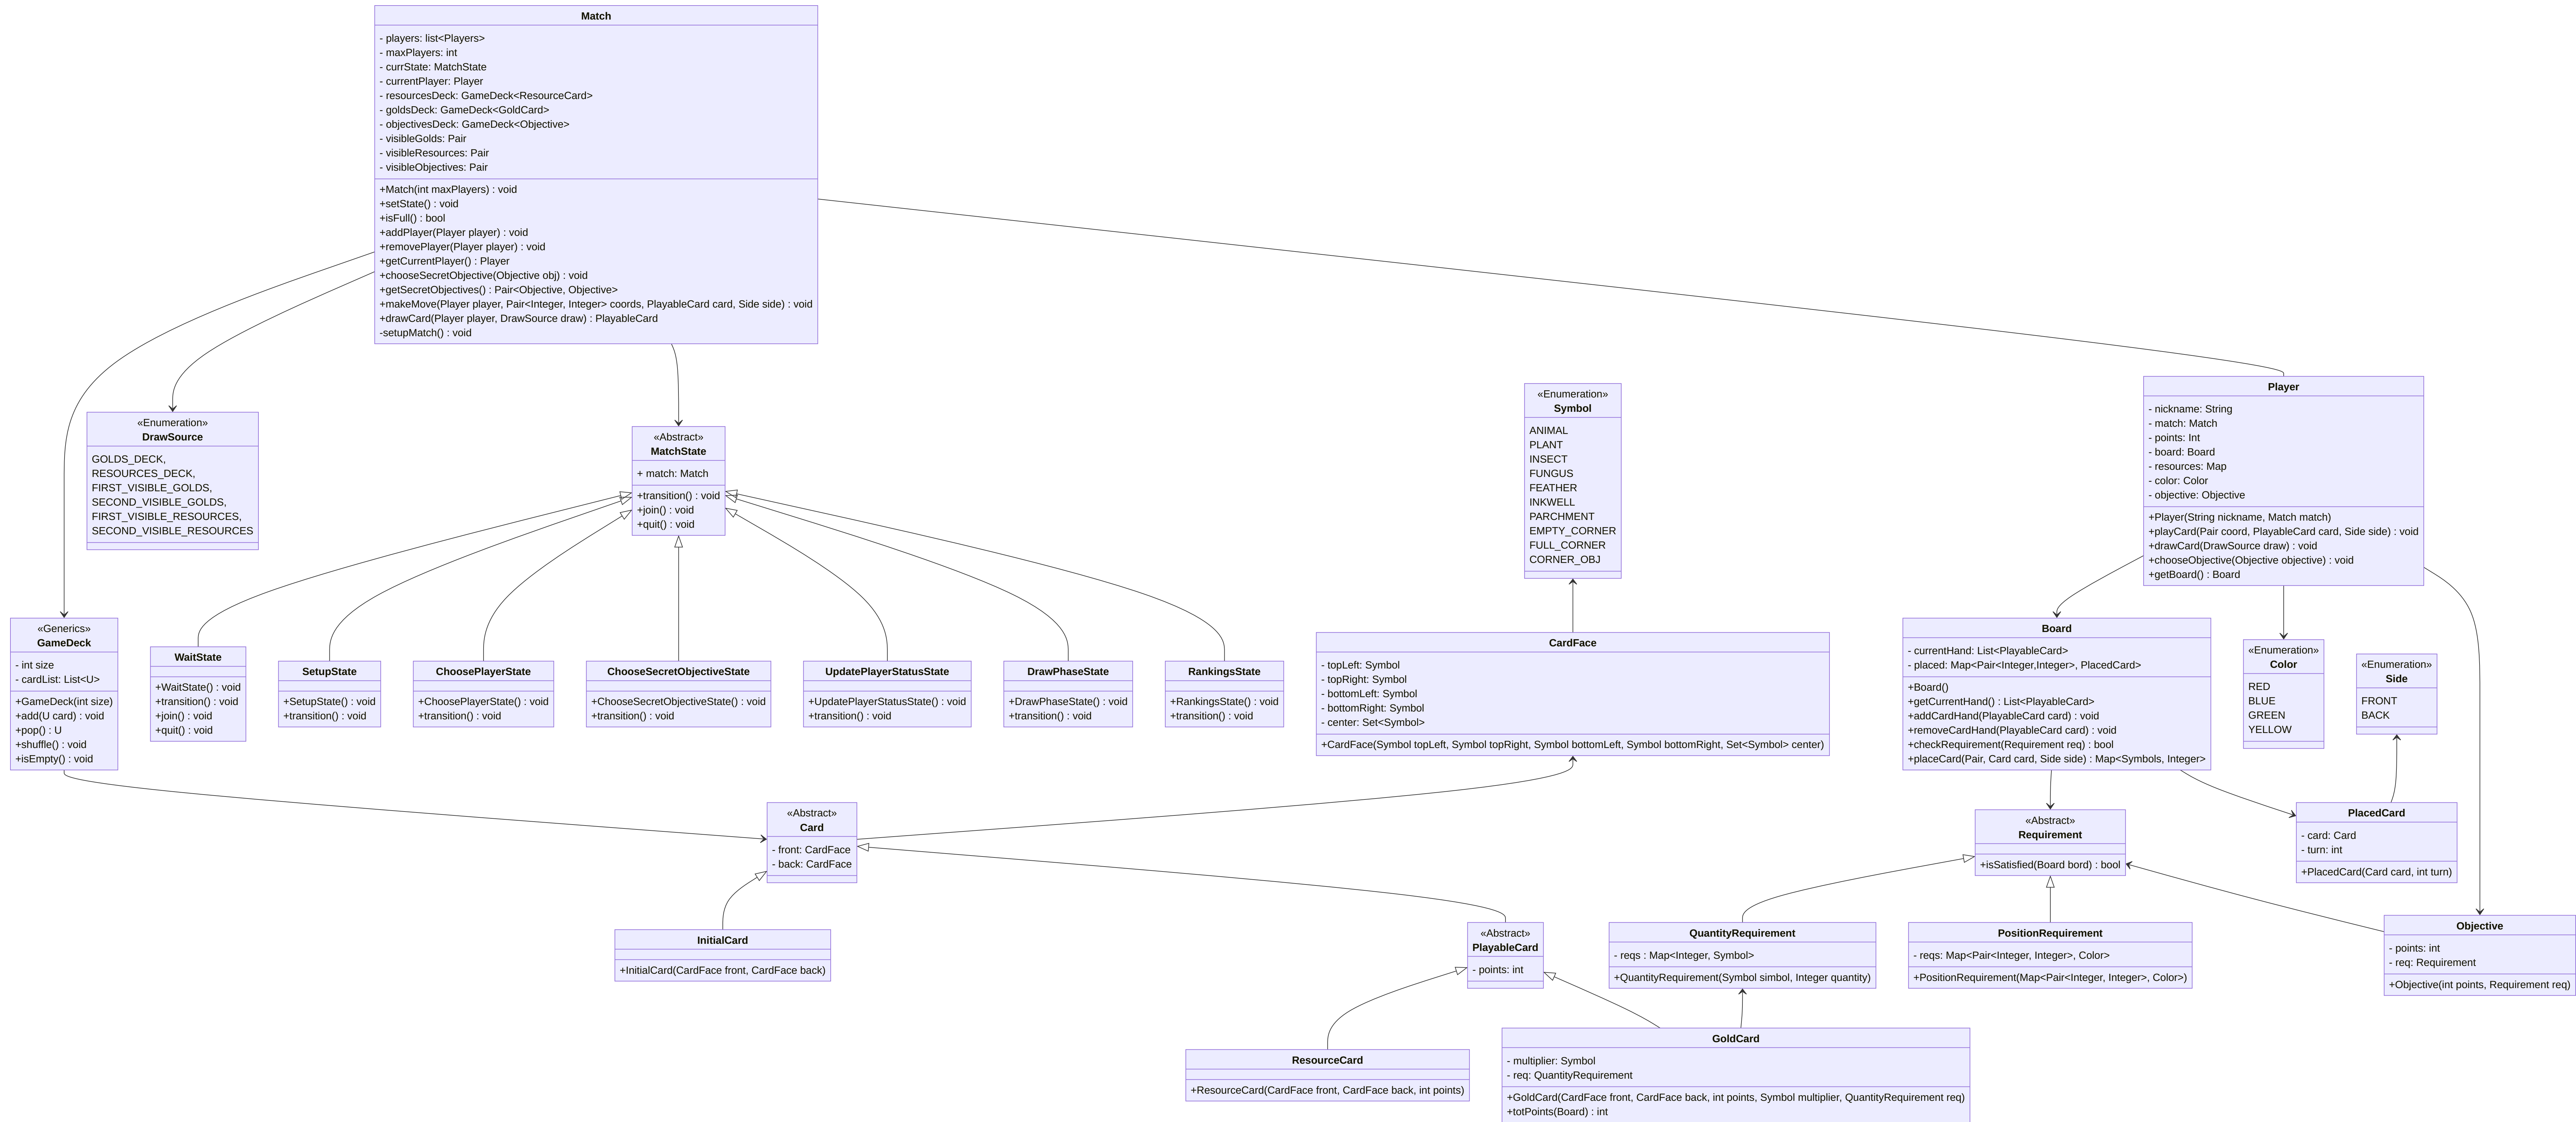 Match
- players: list<Players>
- maxPlayers: int
- currState: MatchState
- currentPlayer: Player
- resourcesDeck: GameDeck<ResourceCard>
- goldsDeck: GameDeck<GoldCard>
- objectivesDeck: GameDeck<Objective>
- visibleGolds: Pair
- visibleResources: Pair
- visibleObjectives: Pair
+Match(int maxPlayers) : void
+setState() : void
+isFull() : bool
+addPlayer(Player player) : void
+removePlayer(Player player) : void
+getCurrentPlayer() : Player
+chooseSecretObjective(Objective obj) : void
+getSecretObjectives() : Pair<Objective, Objective>
+makeMove(Player player, Pair<Integer, Integer> coords, PlayableCard card, Side side) : void
+drawCard(Player player, DrawSource draw) : PlayableCard
-setupMatch() : void
«Enumeration»
DrawSource
GOLDS_DECK,
RESOURCES_DECK,
FIRST_VISIBLE_GOLDS,
SECOND_VISIBLE_GOLDS,
FIRST_VISIBLE_RESOURCES,
SECOND_VISIBLE_RESOURCES
«Abstract»
MatchState
+ match: Match
+transition() : void
+join() : void
+quit() : void
«Enumeration»
Symbol
ANIMAL
PLANT
INSECT
FUNGUS
FEATHER
INKWELL
PARCHMENT
EMPTY_CORNER
FULL_CORNER
CORNER_OBJ
Player
- nickname: String
- match: Match
- points: Int
- board: Board
- resources: Map
- color: Color
- objective: Objective
+Player(String nickname, Match match)
+playCard(Pair coord, PlayableCard card, Side side) : void
+drawCard(DrawSource draw) : void
+chooseObjective(Objective objective) : void
+getBoard() : Board
«Generics»
GameDeck
- int size
- cardList: List<U>
+GameDeck(int size)
+add(U card) : void
+pop() : U
+shuffle() : void
+isEmpty() : void
WaitState
+WaitState() : void
+transition() : void
+join() : void
+quit() : void
SetupState
+SetupState() : void
+transition() : void
ChoosePlayerState
+ChoosePlayerState() : void
+transition() : void
ChooseSecretObjectiveState
+ChooseSecretObjectiveState() : void
+transition() : void
UpdatePlayerStatusState
+UpdatePlayerStatusState() : void
+transition() : void
DrawPhaseState
+DrawPhaseState() : void
+transition() : void
RankingsState
+RankingsState() : void
+transition() : void
CardFace
- topLeft: Symbol
- topRight: Symbol
- bottomLeft: Symbol
- bottomRight: Symbol
- center: Set<Symbol>
+CardFace(Symbol topLeft, Symbol topRight, Symbol bottomLeft, Symbol bottomRight, Set<Symbol> center)
Board
- currentHand: List<PlayableCard>
- placed: Map<Pair<Integer,Integer>, PlacedCard>
+Board()
+getCurrentHand() : List<PlayableCard>
+addCardHand(PlayableCard card) : void
+removeCardHand(PlayableCard card) : void
+checkRequirement(Requirement req) : bool
+placeCard(Pair, Card card, Side side) : Map<Symbols, Integer>
«Enumeration»
Color
RED
BLUE
GREEN
YELLOW
«Enumeration»
Side
FRONT
BACK
«Abstract»
Card
- front: CardFace
- back: CardFace
«Abstract»
Requirement
+isSatisfied(Board bord) : bool
PlacedCard
- card: Card
- turn: int
+PlacedCard(Card card, int turn)
InitialCard
+InitialCard(CardFace front, CardFace back)
«Abstract»
PlayableCard
- points: int
QuantityRequirement
- reqs : Map<Integer, Symbol>
+QuantityRequirement(Symbol simbol, Integer quantity)
PositionRequirement
- reqs: Map<Pair<Integer, Integer>, Color>
+PositionRequirement(Map<Pair<Integer, Integer>, Color>)
Objective
- points: int
- req: Requirement
+Objective(int points, Requirement req)
ResourceCard
+ResourceCard(CardFace front, CardFace back, int points)
GoldCard
- multiplier: Symbol
- req: QuantityRequirement
+GoldCard(CardFace front, CardFace back, int points, Symbol multiplier, QuantityRequirement req)
+totPoints(Board) : int